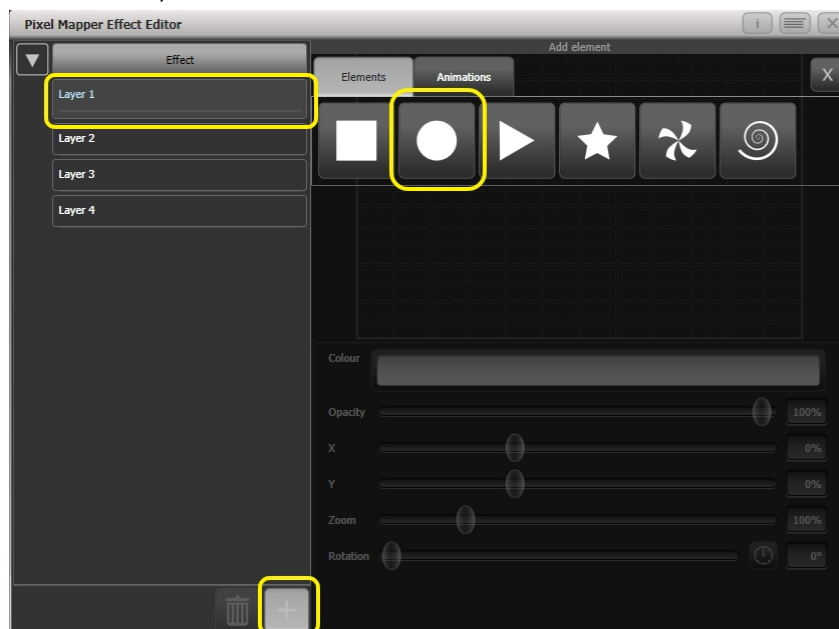 Pixel Mapper Effect Editor
i
X
Effect
Add element
Layer 1
Elements
Animations
X
Layer 2
Layer 3
Layer 4
Colour
Opacity
100%
X
0%
Y
0%
Zoom
100%
Rotation
0°
+